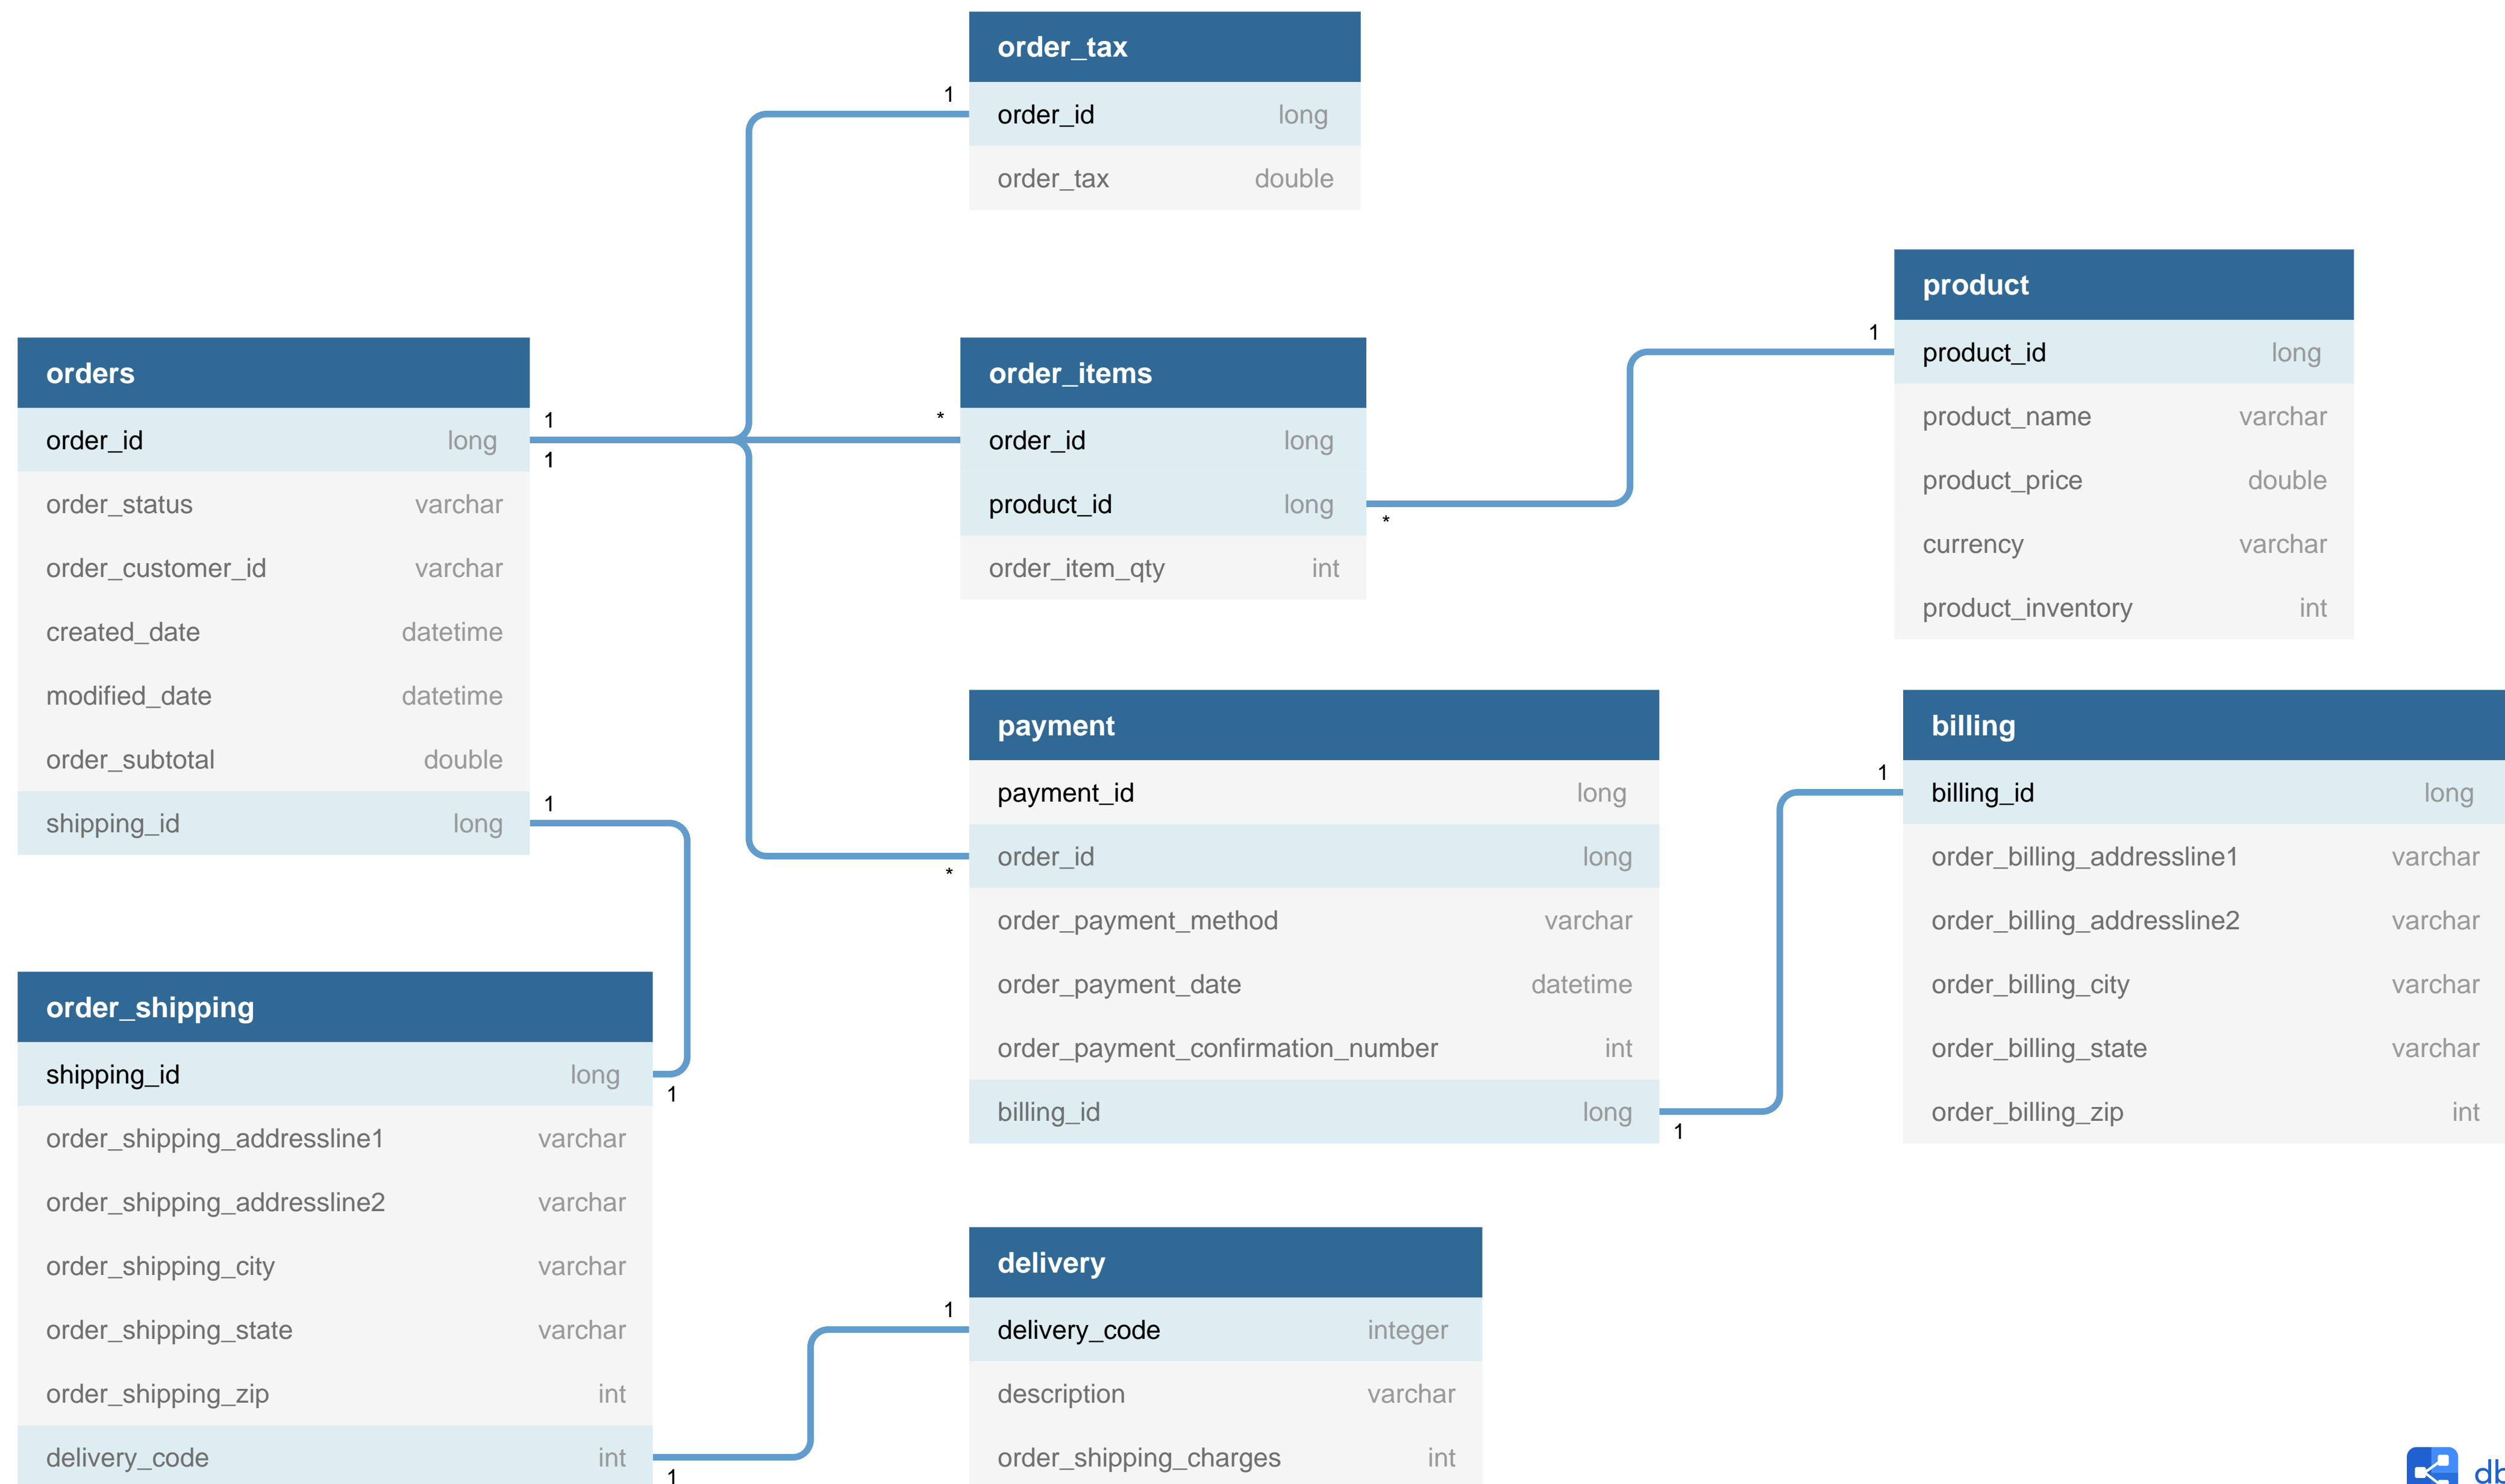 order_tax
1
order_id long
order_tax double
product
1
product_id long
product_name varchar
product_price double
currency varchar
product_inventory int
orders
order_id long
1
1
order_status varchar
order_customer_id varchar
created_date datetime
modified_date datetime
order_subtotal double
shipping_id long
1
order_items
*
order_id long
product_id long
*
order_item_qty int
payment
payment_id long
order_id long
*
order_payment_method varchar
order_payment_date datetime
order_payment_confirmation_number int
billing_id long
1
billing
1
billing_id long
order_billing_addressline1 varchar
order_billing_addressline2 varchar
order_billing_city varchar
order_billing_state varchar
order_billing_zip int
order_shipping
shipping_id long
1
order_shipping_addressline1 varchar
order_shipping_addressline2 varchar
order_shipping_city varchar
order_shipping_state varchar
order_shipping_zip int
delivery_code int
1
delivery
1
delivery_code integer
description varchar
order_shipping_charges int
db